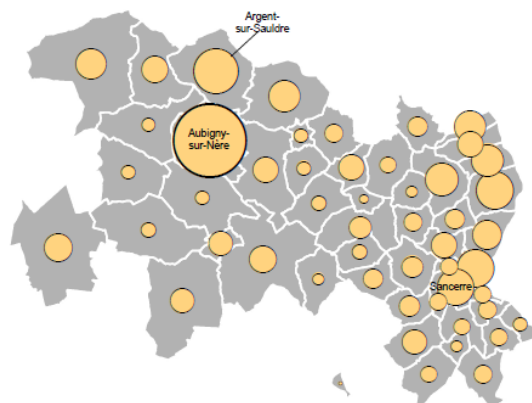 Argent-
sur-Sauldre
Aubigny-
sur-Nère
Sancerre